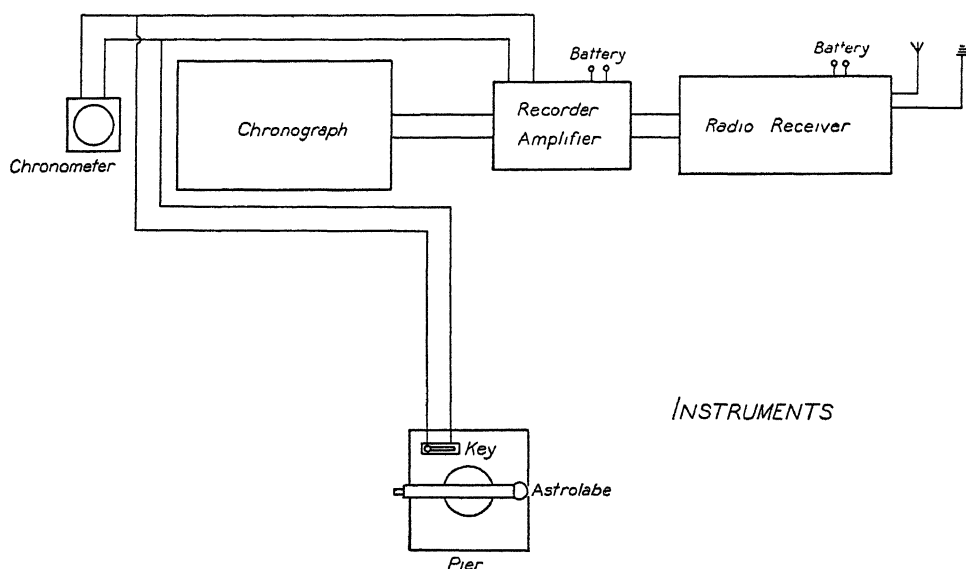 Battery
Battery
Chronograph
Recorder
Amplifier
Radio Receiver
Chronometer
INSTRUMENTS
Key
Astrolabe
Pier